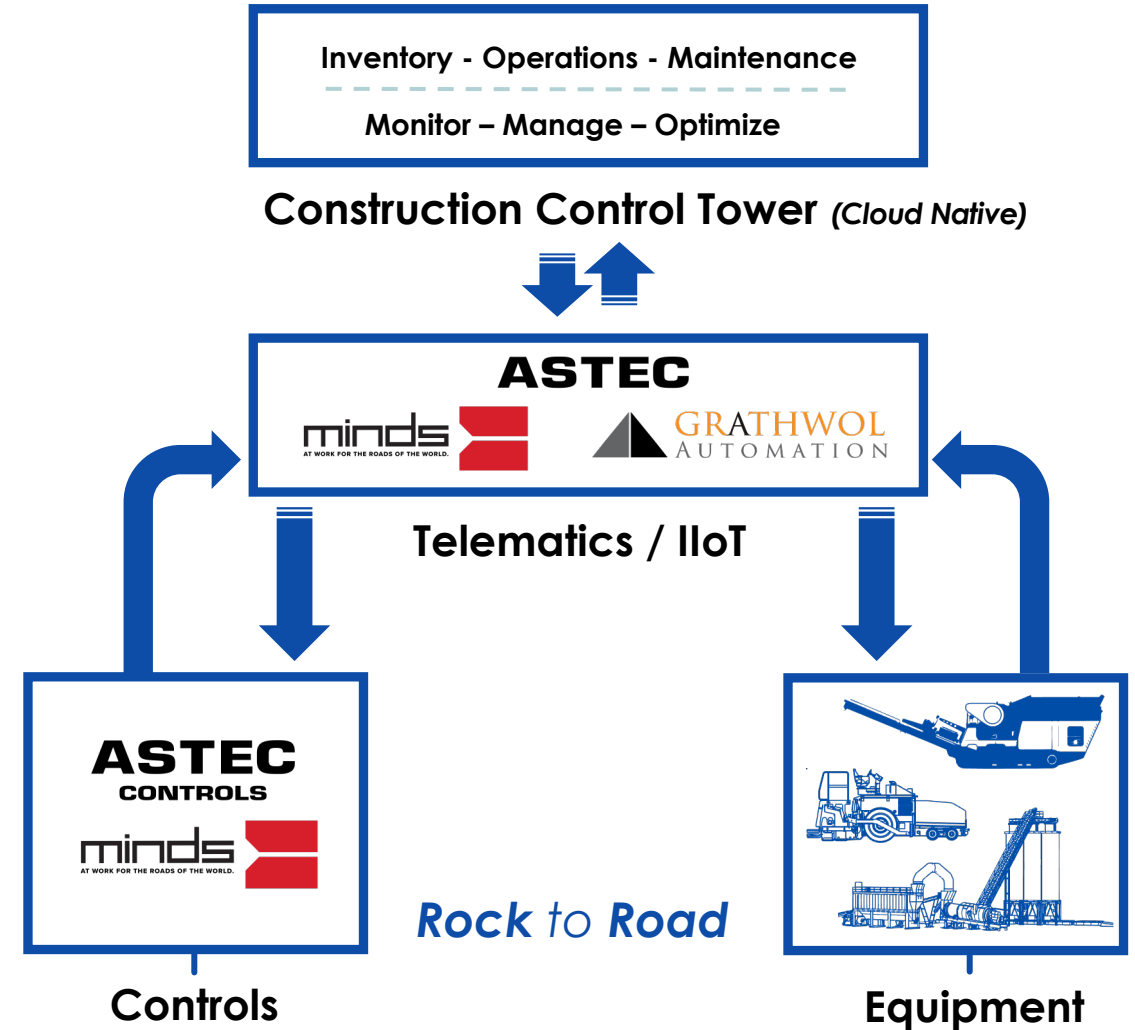 Inventory - Operations - Maintenance
Monitor – Manage – Optimize
Construction Control Tower (Cloud Native)
ASTEC
minds
AT WORK FOR THE ROADS OF THE WORLD.
GRATHWOL
AUTOMATION
Telematics / IIoT
ASTEC
CONTROLS
minds
AT WORK FOR THE ROADS OF THE WORLD.
Rock to Road
Controls
Equipment